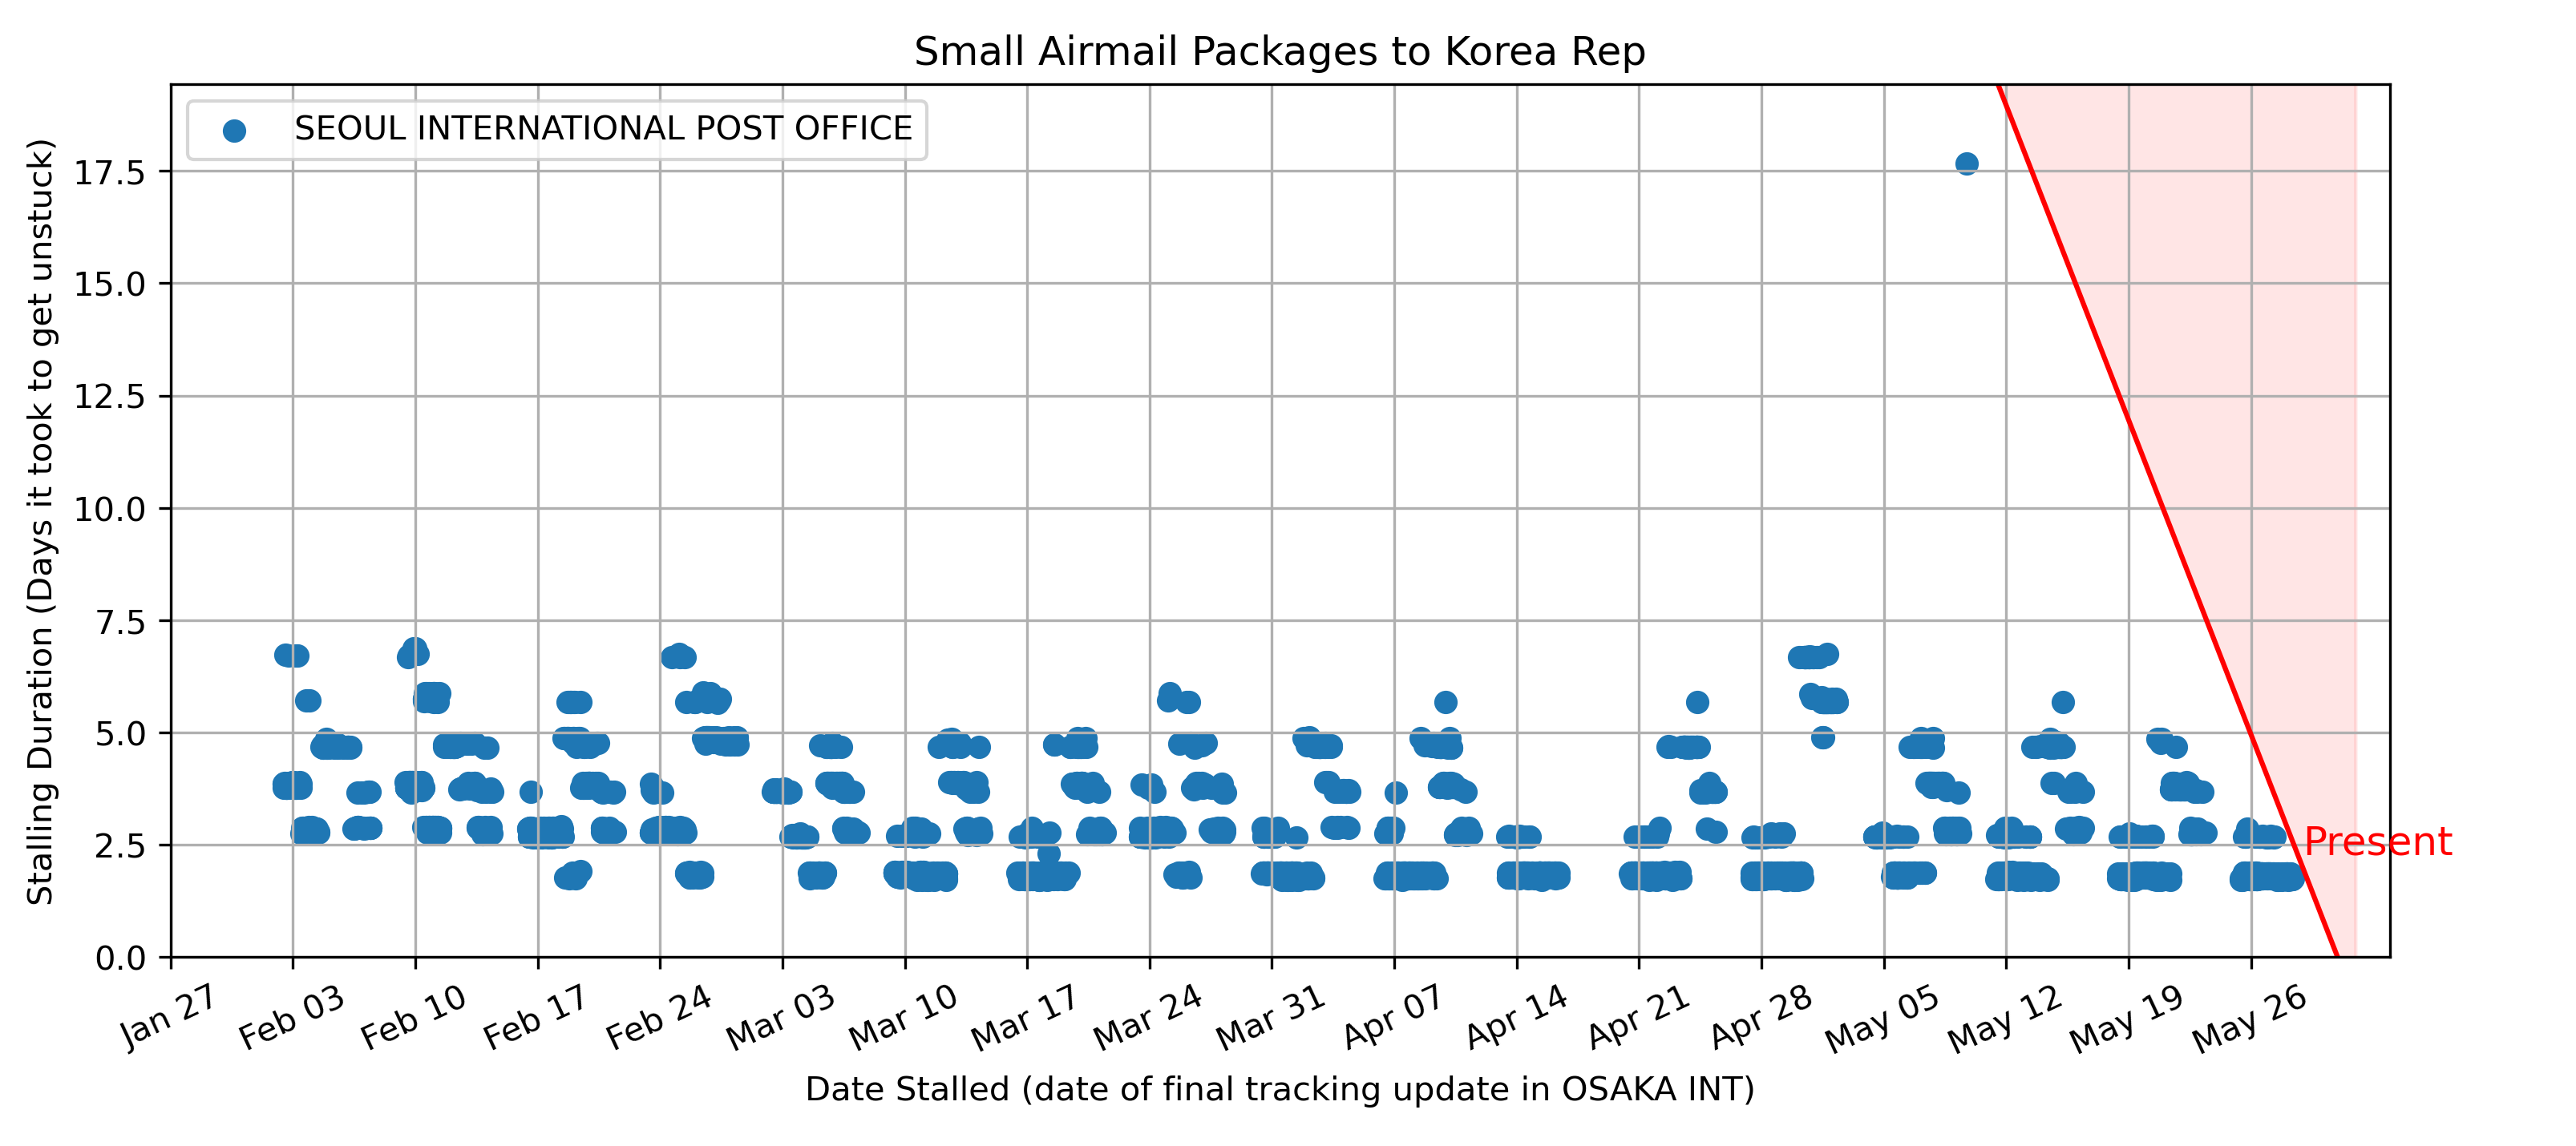 Small Airmail Packages to Korea Rep
SEOUL INTERNATIONAL POST OFFICE
Stalling Duration (Days it took to get unstuck)
17.5
15.0
12.5
10.0
7.5
5.0
2.5
0.0
Present
Jan 27
Feb 03
Feb 10
Feb 17
Feb 24
Mar 03
Mar 10
Mar 17
Mar 24
Mar 31
Apr 07
Apr 14
Apr 21
Apr 28
May 05
May 12
May 19
May 26
Date Stalled (date of final tracking update in OSAKA INT)